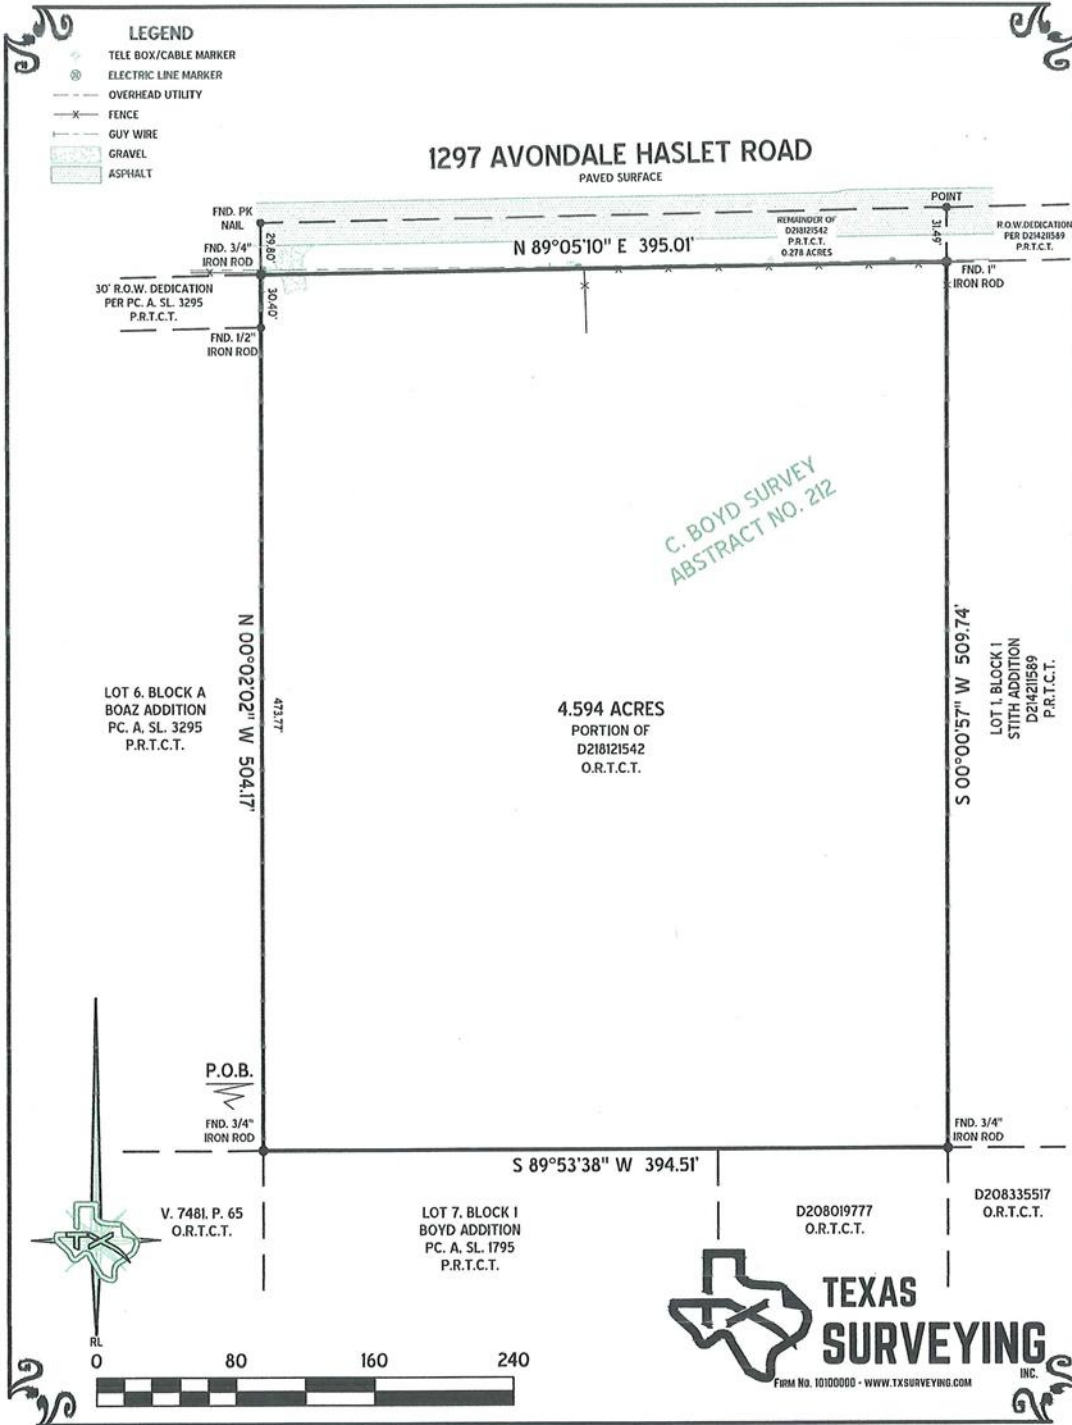 LEGEND
TELE BOX/CABLE MARKER
ELECTRIC LINE MARKER
OVERHEAD UTILITY
FENCE
GUY WIRE
GRAVEL
ASPHALT
1297 AVONDALE HASLET ROAD
PAVED SURFACE
FND. PK
NAIL
29.80'
FND. 3/4"
IRON ROD
N 89°05'10" E 395.01'
REMAINDER OF
D218121542
P.R.T.C.T.
0.278 ACRES
POINT
31.49'
R.O.W. DEDICATION
PER D214211589
P.R.T.C.T.
FND. 1"
IRON ROD
30' R.O.W. DEDICATION
PER PC. A, SL. 3295
P.R.T.C.T.
30.40'
FND. 1/2"
IRON ROD
C. BOYD SURVEY
ABSTRACT NO. 212
N 00°02'02" W 504.17'
473.77'
LOT 6, BLOCK A
BOAZ ADDITION
PC. A, SL. 3295
P.R.T.C.T.
4.594 ACRES
PORTION OF
D218121542
O.R.T.C.T.
S 00°00'57" W 509.74'
LOT 1, BLOCK 1
STITH ADDITION
D214211589
P.R.T.C.T.
P.O.B.
FND. 3/4"
IRON ROD
FND. 3/4"
IRON ROD
S 89°53'38" W 394.51'
V. 7481, P. 65
O.R.T.C.T.
LOT 7, BLOCK 1
BOYD ADDITION
PC. A, SL. 1795
P.R.T.C.T.
D208019777
O.R.T.C.T.
D208335517
O.R.T.C.T.
TX
RL
0 80 160 240
TX
TEXAS
SURVEYING
INC.
FIRM NO. 10100000 - WWW.TXSURVEYING.COM